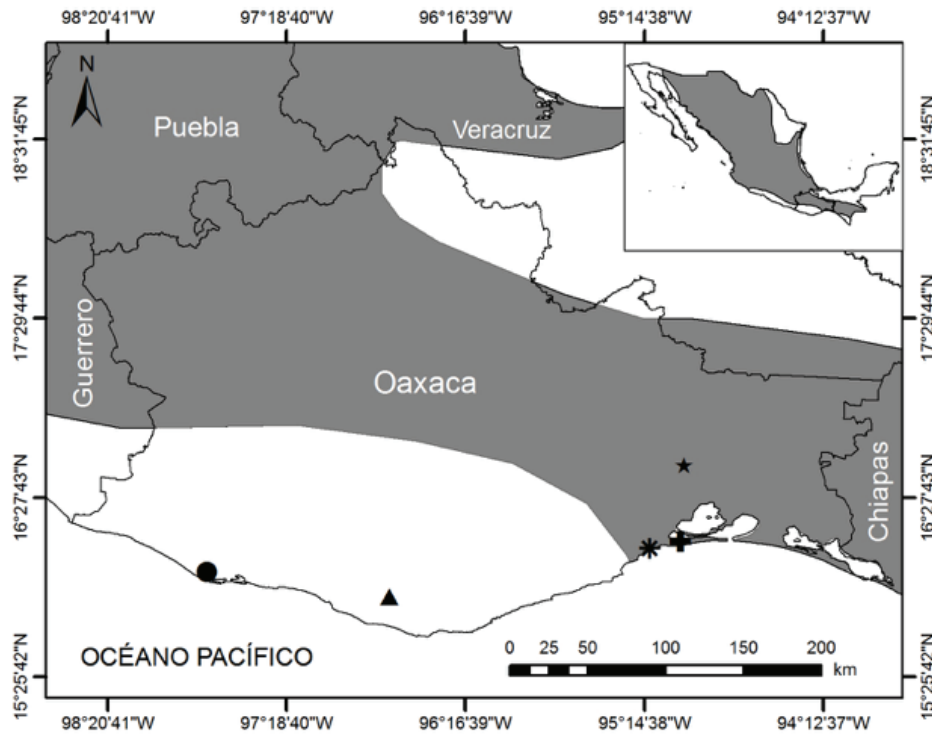 98°20'41"W 97°18'40"W 96°16'39"W 95°14'38"W 94°12'37"W
N
Puebla
Veracruz
18°31'45"N
18°31'45"N
17°29'44"N
17°29'44"N
Guerrero
Oaxaca
Chiapas
16°27'43"N
16°27'43"N
OCÉANO PACÍFICO
0 25 50 100 150 200
km
15°25'42"N
15°25'42"N
98°20'41"W 97°18'40"W 96°16'39"W 95°14'38"W 94°12'37"W